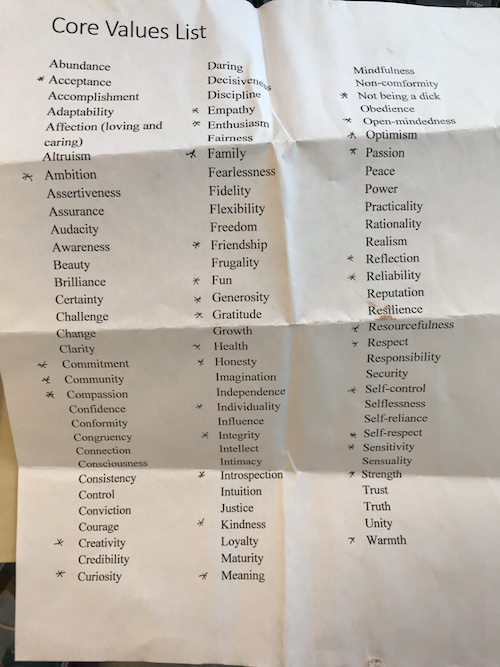 Core Values List
Abundance
* Acceptance
Accomplishment
Adaptability
Affection (loving and
caring)
Altruism
* Ambition
Assertiveness
Assurance
Audacity
Awareness
Beauty
Brilliance
Certainty
Challenge
Change
Clarity
* Commitment
* Community
* Compassion
Confidence
Conformity
Congruency
Connection
Consciousness
Consistency
Control
Conviction
Courage
* Creativity
Credibility
* Curiosity
Daring
Decisiveness
Discipline
* Empathy
* Enthusiasm
Fairness
* Family
Fearlessness
Fidelity
Flexibility
Freedom
* Friendship
Frugality
* Fun
* Generosity
* Gratitude
Growth
* Health
* Honesty
Imagination
Independence
* Individuality
Influence
* Integrity
Intellect
Intimacy
* Introspection
Intuition
Justice
* Kindness
Loyalty
Maturity
* Meaning
Mindfulness
Non-conformity
* Not being a dick
Obedience
* Open-mindedness
* Optimism
* Passion
Peace
Power
Practicality
Rationality
Realism
* Reflection
* Reliability
Reputation
Resilience
* Resourcefulness
* Respect
Responsibility
Security
* Self-control
Selflessness
Self-reliance
* Self-respect
* Sensitivity
Sensuality
* Strength
Trust
Truth
Unity
* Warmth